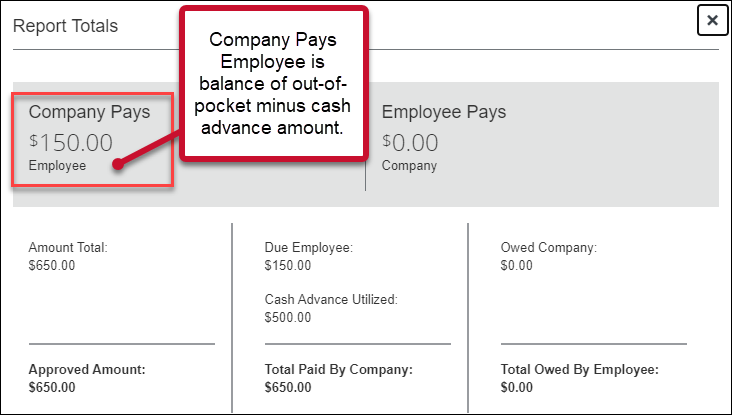 Report Totals
×
Company Pays
Employee is
balance of out-of-
pocket minus cash
advance amount.
Company Pays
$150.00
Employee
Employee Pays
$0.00
Company
Amount Total:
$650.00
Due Employee:
$150.00
Cash Advance Utilized:
$500.00
Owed Company:
$0.00
Approved Amount:
$650.00
Total Paid By Company:
$650.00
Total Owed By Employee:
$0.00